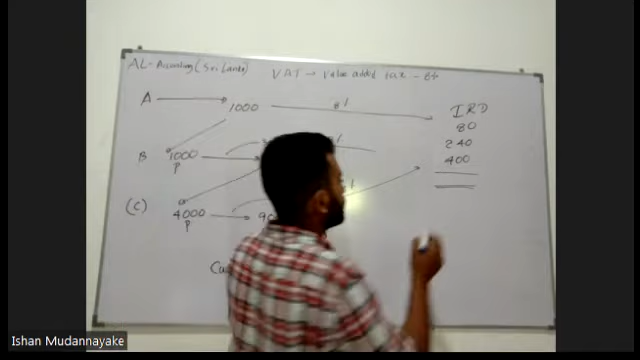 AL-Accounting (Sri Lanka)
VAT → Value added tax - 8%
A 1000 8%
IRD
80
B 1000
P
240
400
(C) 4000
P
Ishan Mudannayake